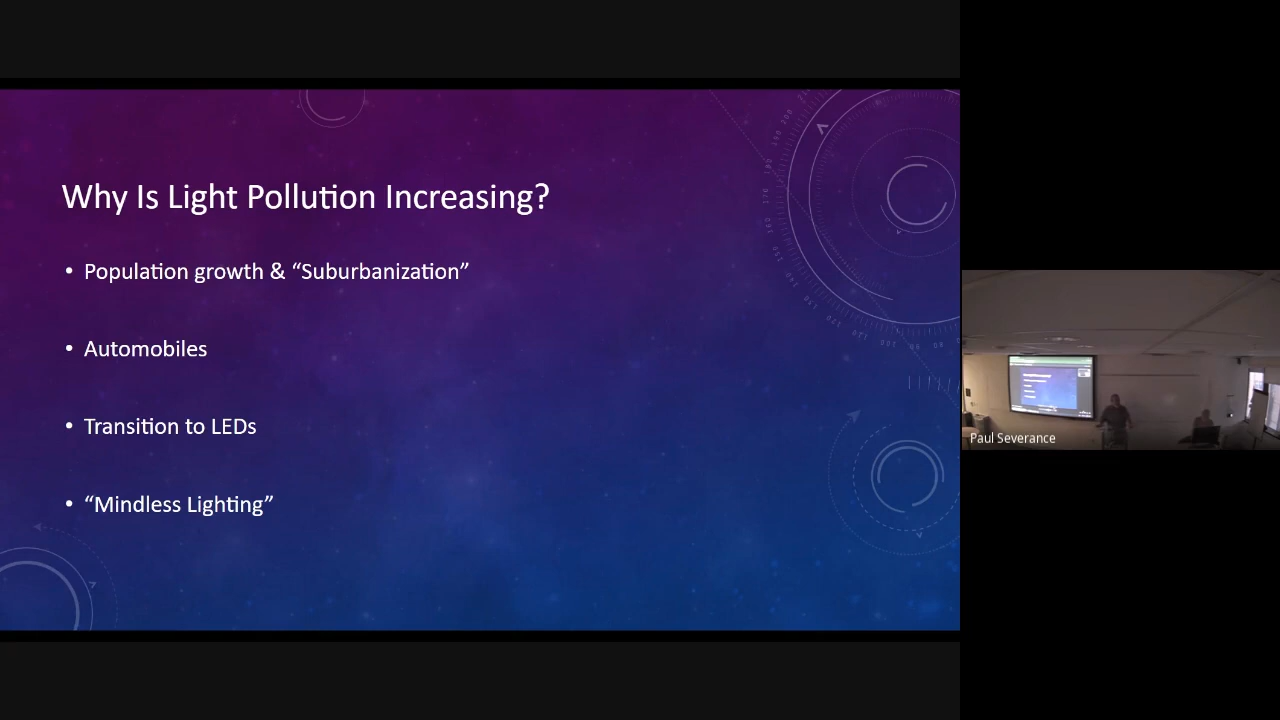 Why Is Light Pollution Increasing?
• Population growth & “Suburbanization”
• Automobiles
• Transition to LEDs
• “Mindless Lighting”
Paul Severance